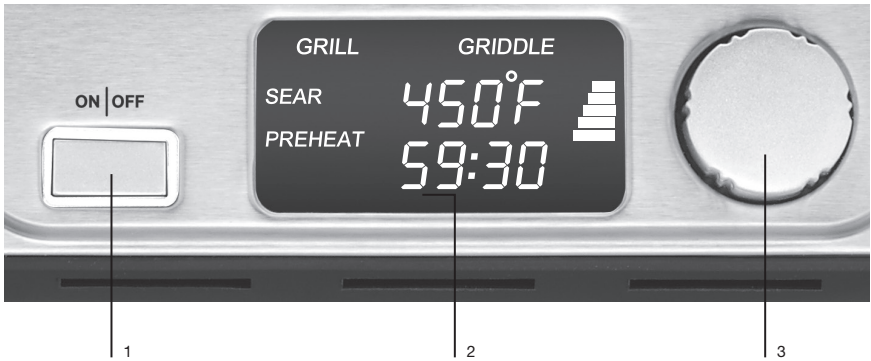 GRILL GRIDDLE
ON|OFF
SEAR
450°F
PREHEAT
59:30
1 2 3